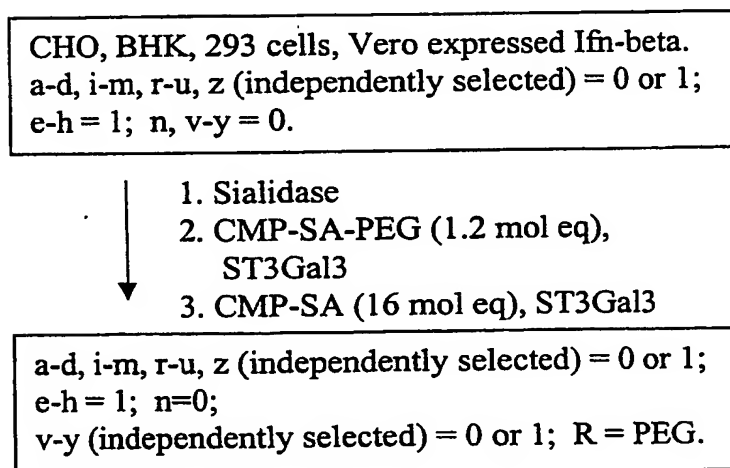 CHO, BHK, 293 cells, Vero expressed Ifn-beta.
a-d, i-m, r-u, z (independently selected) = 0 or 1;
e-h = 1; n, v-y = 0.
1. Sialidase
2. CMP-SA-PEG (1.2 mol eq),
ST3Gal3
3. CMP-SA (16 mol eq), ST3Gal3
a-d, i-m, r-u, z (independently selected) = 0 or 1;
e-h = 1; n=0;
v-y (independently selected) = 0 or 1; R = PEG.